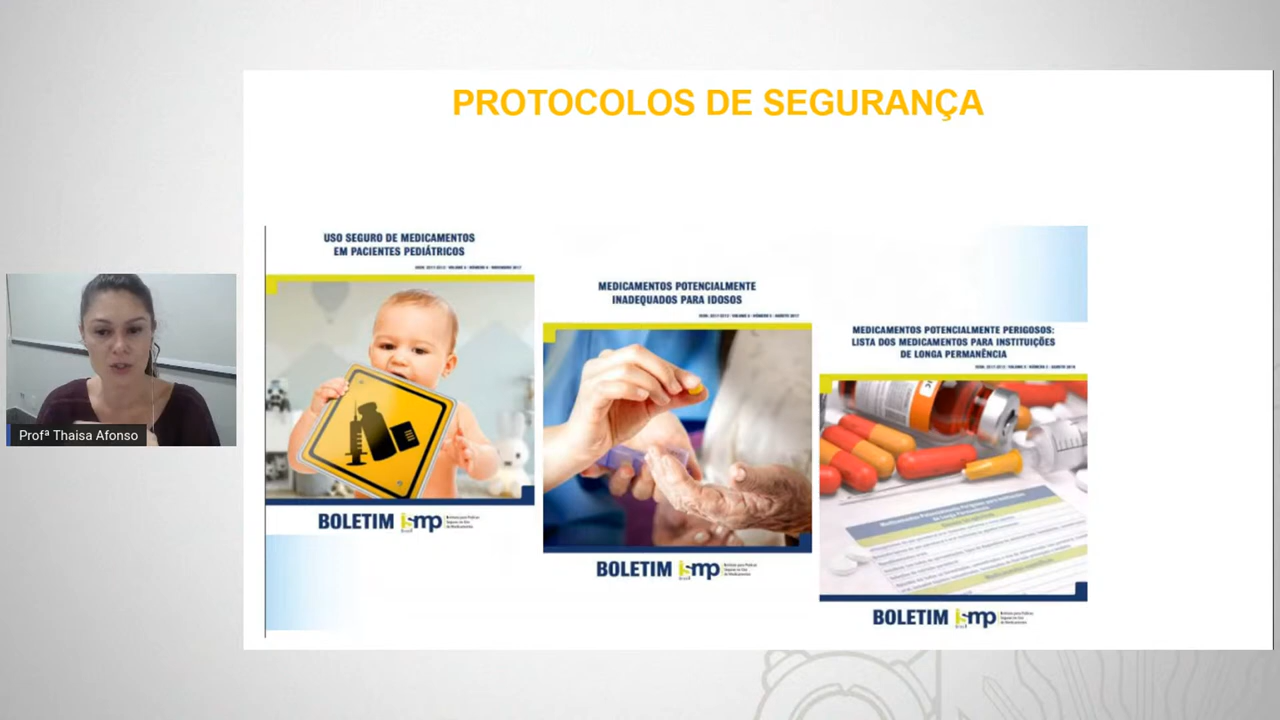 PROTOCOLOS DE SEGURANÇA
USO SEGURO DE MEDICAMENTOS
EM PACIENTES PEDIÁTRICOS
BOLETIM ismp
MEDICAMENTOS POTENCIALMENTE
INADEQUADOS PARA IDOSOS
BOLETIM ismp
MEDICAMENTOS POTENCIALMENTE PERIGOSOS:
LISTA DOS MEDICAMENTOS PARA INSTITUIÇÕES
DE LONGA PERMANÊNCIA
BOLETIM ismp
Profª Thaisa Afonso